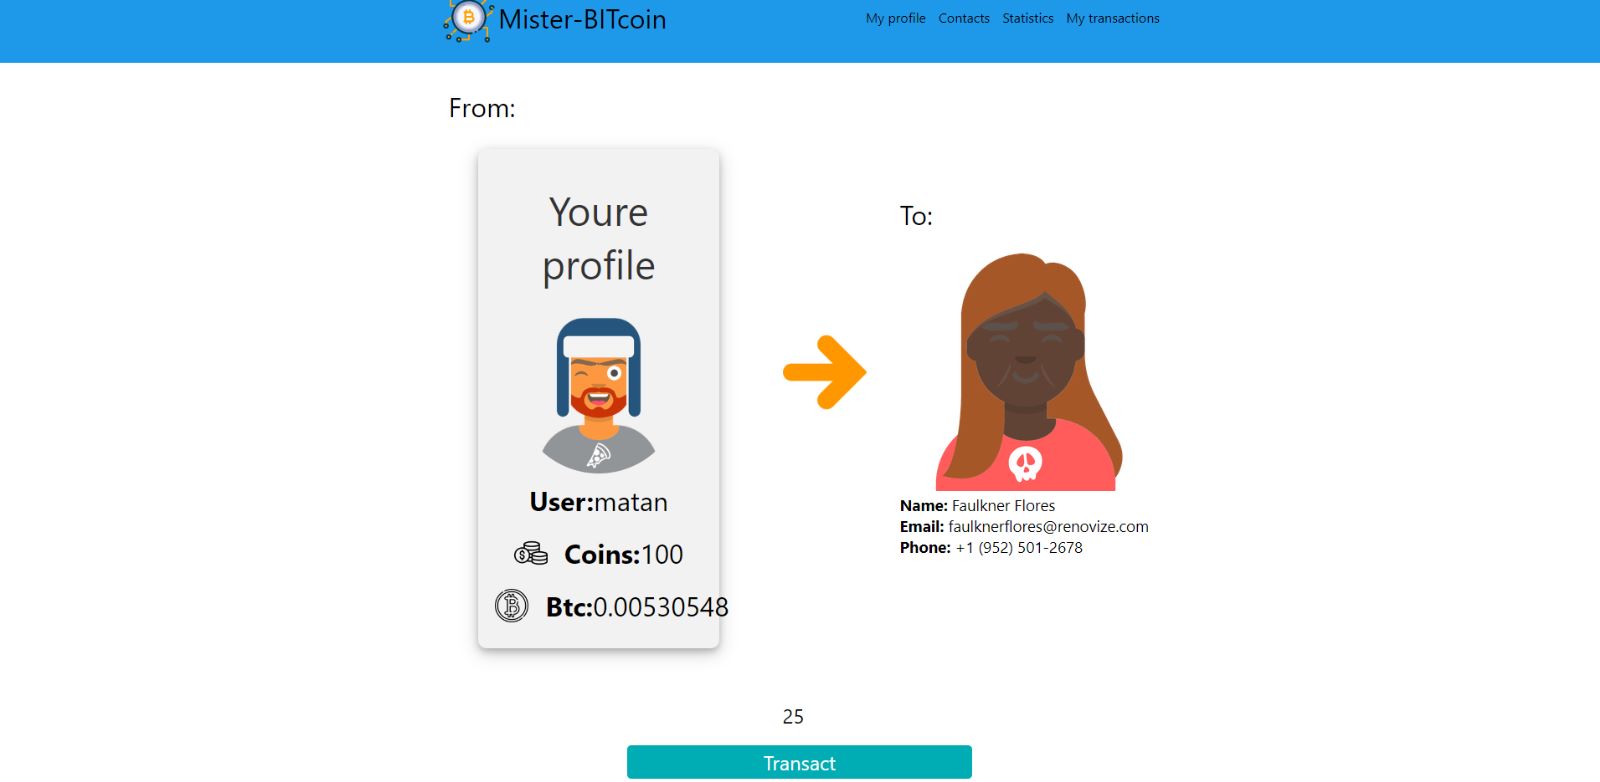 Mister-BITcoin
My profile Contacts Statistics My transactions
From:
Youre
profile
User:matan
Coins:100
Btc:0.00530548
To:
Name: Faulkner Flores
Email: faulknerflores@renovize.com
Phone: +1 (952) 501-2678
25
Transact